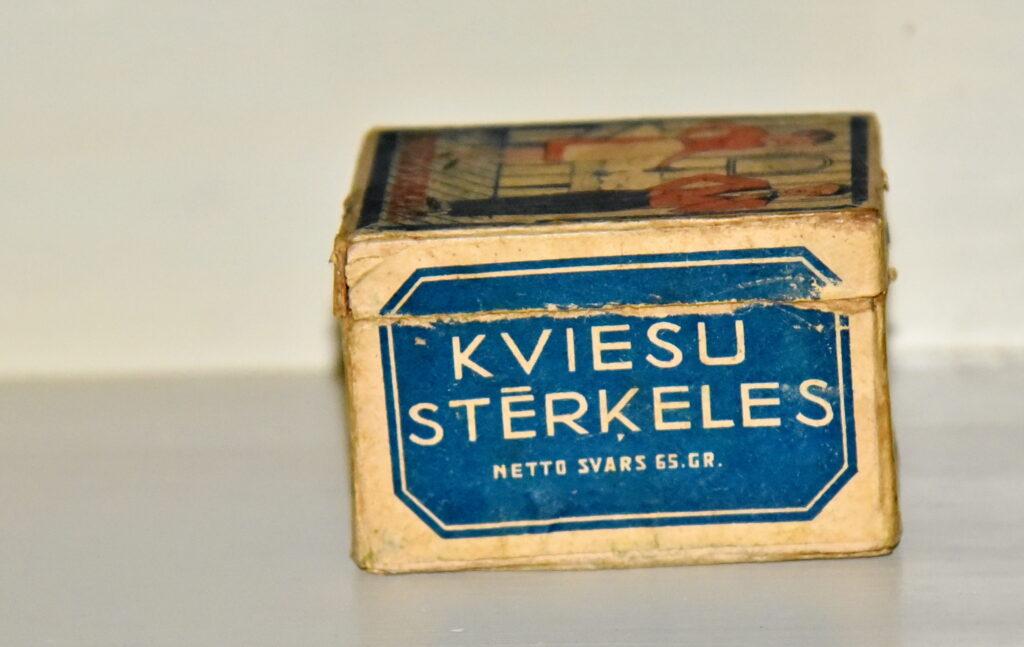 KVIESU
STĒRĶELES
NETTO SVARS 65.GR.